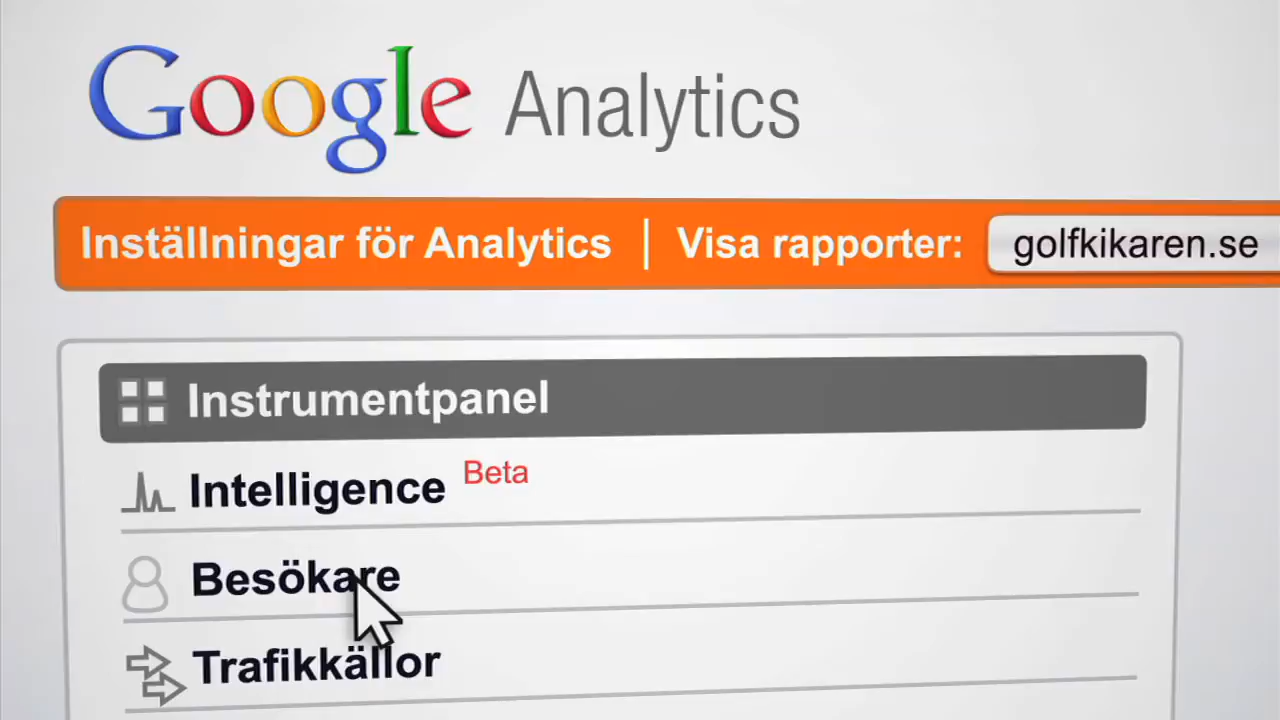 Google Analytics
Inställningar för Analytics | Visa rapporter: golfkikaren.se
Instrumentpanel
Intelligence Beta
Besökare
Trafikkällor